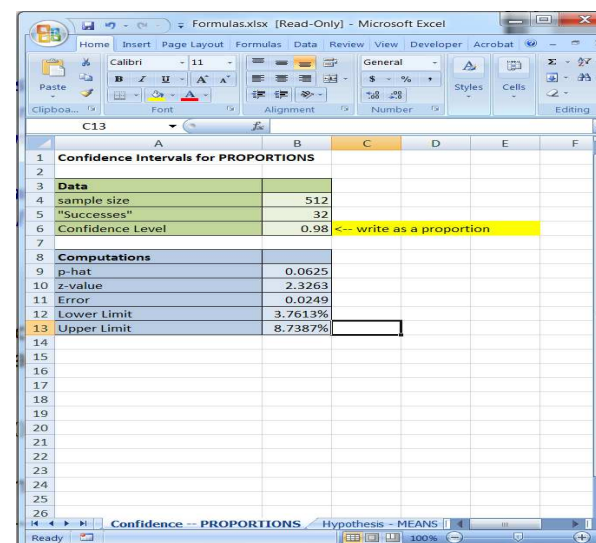 Formulas.xlsx [Read-Only] - Microsoft Excel
Home Insert Page Layout Formulas Data Review View Developer Acrobat
Paste
Calibri 11
B I U A A
General
$ % ,
Styles
Cells
Clipboa... Font Alignment Number Editing
C13 fx
A B C D E F
1 Confidence Intervals for PROPORTIONS
2
3 Data
4 sample size 512
5 "Successes" 32
6 Confidence Level 0.98 <-- write as a proportion
7
8 Computations
9 p-hat 0.0625
10 z-value 2.3263
11 Error 0.0249
12 Lower Limit 3.7613%
13 Upper Limit 8.7387%
14
15
16
17
18
19
20
21
22
23
24
25
26
Confidence -- PROPORTIONS Hypothesis - MEANS
Ready 100%